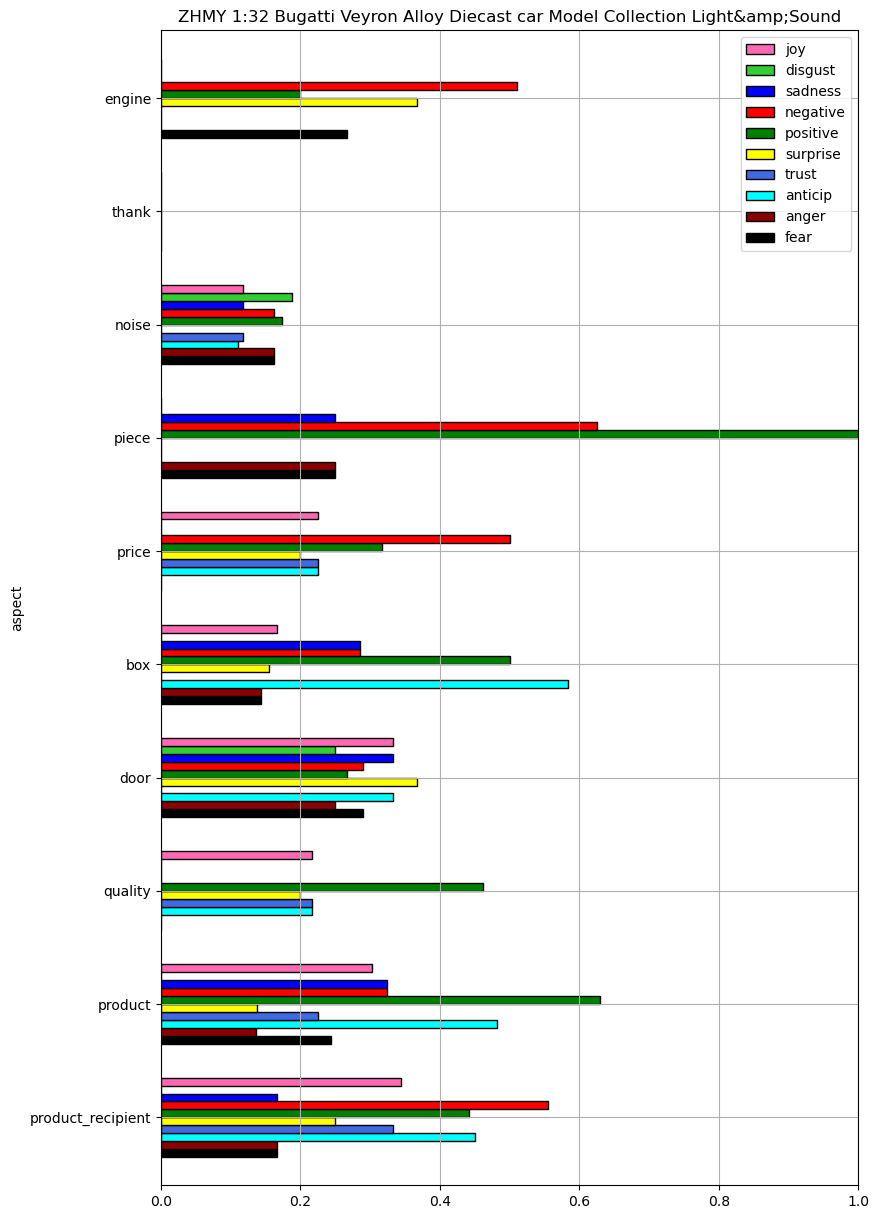 ZHMY 1:32 Bugatti Veyron Alloy Diecast car Model Collection Light&amp;Sound
joy
disgust
sadness
negative
positive
surprise
trust
anticip
anger
fear
engine
thank
noise
piece
price
box
door
quality
product
product_recipient
aspect
0.0 0.2 0.4 0.6 0.8 1.0